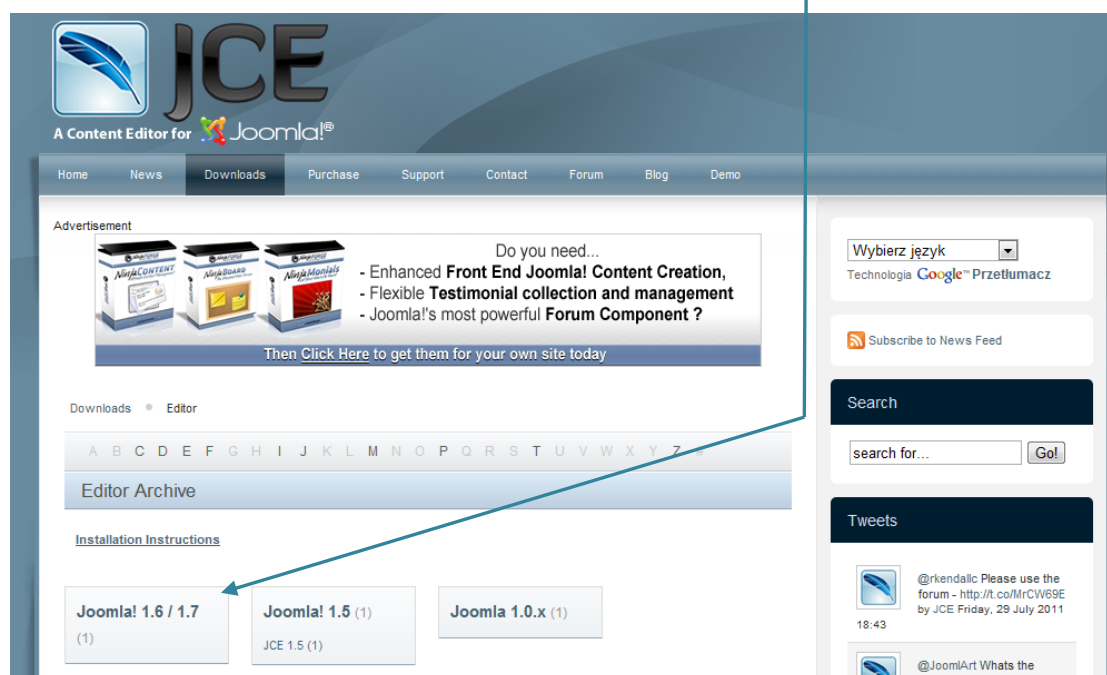 JCE
A Content Editor for Joomla!®
Home News Downloads Purchase Support Contact Forum Blog Demo
Advertisement
NinjaCONTENT NinjaBOARD NinjaMonials
Do you need...
- Enhanced Front End Joomla! Content Creation,
- Flexible Testimonial collection and management
- Joomla!'s most powerful Forum Component ?
Then Click Here to get them for your own site today
Downloads Editor
A B C D E F G H I J K L M N O P Q R S T U V W X Y Z #
Editor Archive
Installation Instructions
Joomla! 1.6 / 1.7
(1)
Joomla! 1.5 (1)
JCE 1.5 (1)
Joomla 1.0.x (1)
Wybierz język
Technologia Google™ Przetłumacz
Subscribe to News Feed
Search
search for... Go!
Tweets
@rkendallc Please use the
forum - http://t.co/MrCW69E
by JCE Friday, 29 July 2011
18:43
@JoomlArt Whats the